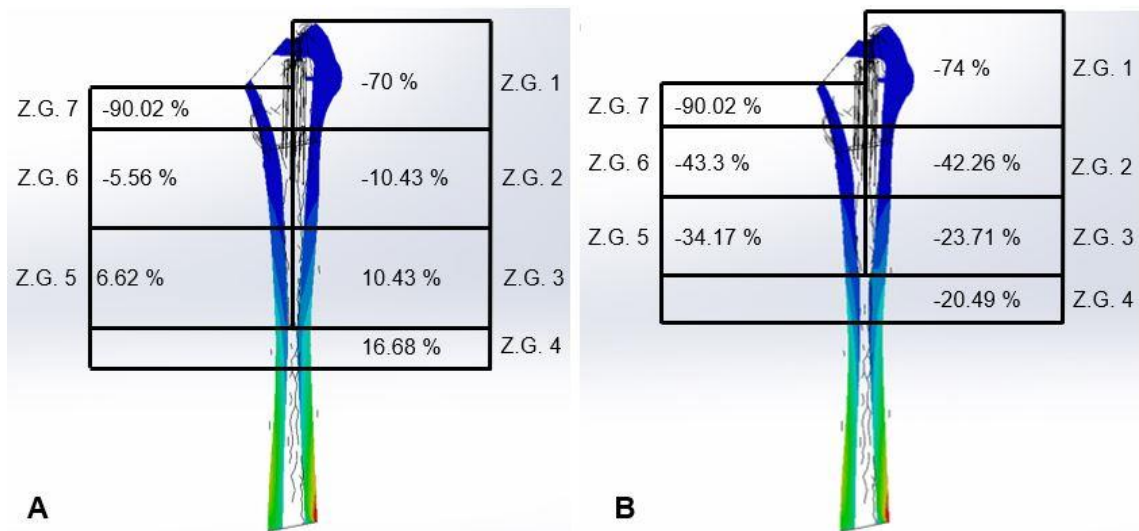 -70 %
Z.G. 1
Z.G. 7
-90.02 %
Z.G. 6
-5.56 %
-10.43 %
Z.G. 2
Z.G. 5
6.62 %
10.43 %
Z.G. 3
16.68 %
Z.G. 4
A
-74 %
Z.G. 1
Z.G. 7
-90.02 %
Z.G. 6
-43.3 %
-42.26 %
Z.G. 2
Z.G. 5
-34.17 %
-23.71 %
Z.G. 3
-20.49 %
Z.G. 4
B